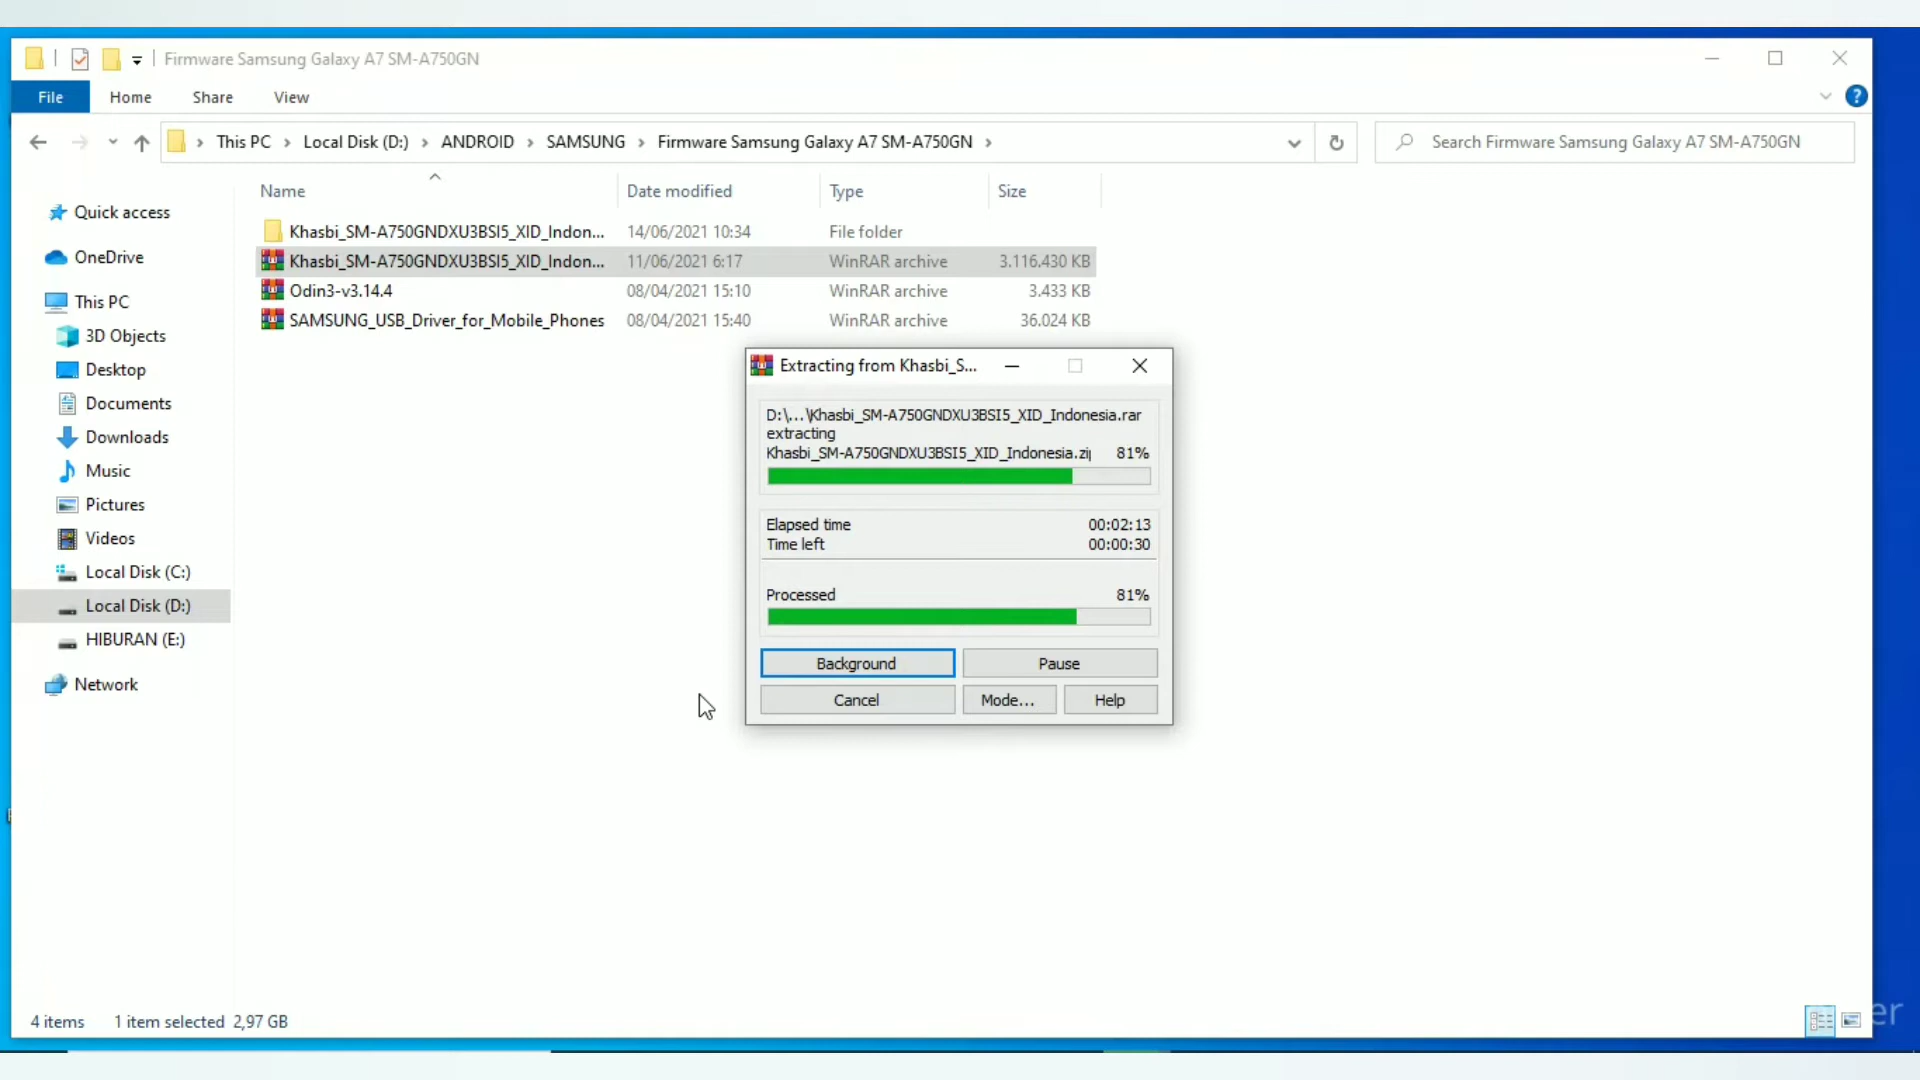 Firmware Samsung Galaxy A7 SM-A750GN
File Home Share View
This PC Local Disk (D:) ANDROID SAMSUNG Firmware Samsung Galaxy A7 SM-A750GN
Search Firmware Samsung Galaxy A7 SM-A750GN
Name Date modified Type Size
Khasbi_SM-A750GNDXU3BSI5_XID_Indon... 14/06/2021 10:34 File folder
Khasbi_SM-A750GNDXU3BSI5_XID_Indon... 11/06/2021 6:17 WinRAR archive 3.116.430 KB
Odin3-v3.14.4 08/04/2021 15:10 WinRAR archive 3.433 KB
SAMSUNG_USB_Driver_for_Mobile_Phones 08/04/2021 15:40 WinRAR archive 36.024 KB
Quick access
OneDrive
This PC
3D Objects
Desktop
Documents
Downloads
Music
Pictures
Videos
Local Disk (C:)
Local Disk (D:)
HIBURAN (E:)
Network
Extracting from Khasbi_S...
D:\...\Khasbi_SM-A750GNDXU3BSI5_XID_Indonesia.rar
extracting
Khasbi_SM-A750GNDXU3BSI5_XID_Indonesia.zi 81%
Elapsed time 00:02:13
Time left 00:00:30
Processed 81%
Background Pause
Cancel Mode... Help
4 items 1 item selected 2,97 GB
er